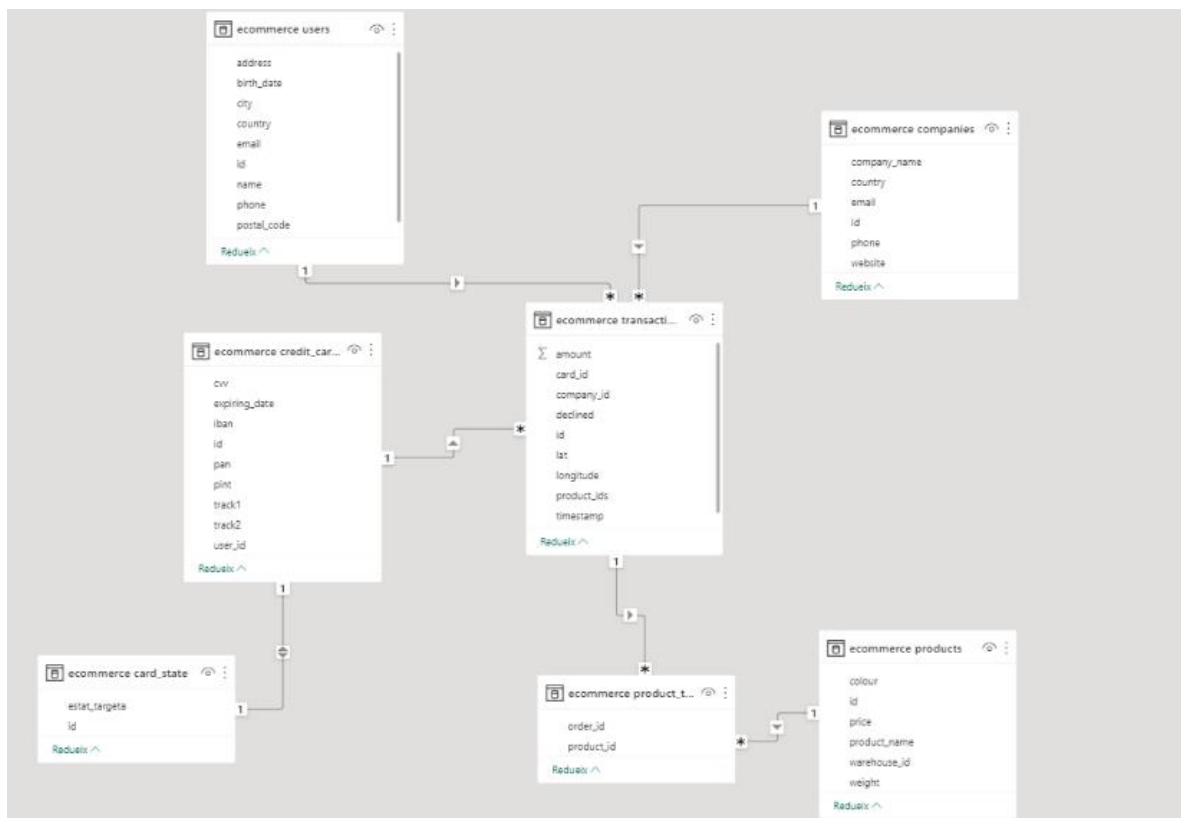 ecommerce users
address
birth_date
city
country
email
id
name
phone
postal_code
Redueix
ecommerce companies
company_name
country
email
id
phone
website
Redueix
1
1
*
*
ecommerce transacti...
amount
card_id
company_id
declined
id
lat
longitude
product_ids
timestamp
Redueix
ecommerce credit_car...
cvv
expiring_date
iban
id
pan
pint
track1
track2
user_id
Redueix
*
1
1
1
ecommerce card_state
estat_targeta
id
Redueix
1
*
ecommerce product_t...
order_id
product_id
Redueix
*
1
ecommerce products
colour
id
price
product_name
warehouse_id
weight
Redueix